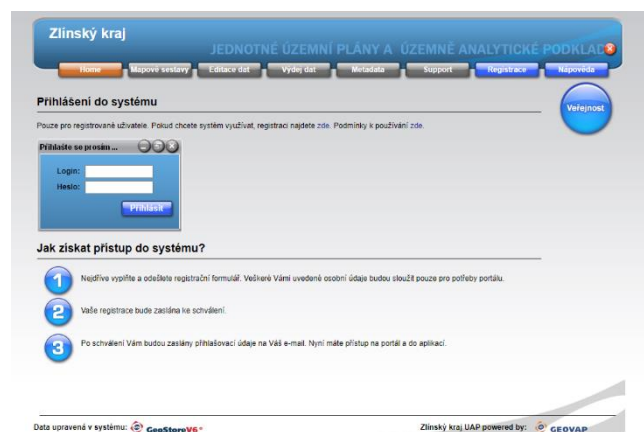 Zlínský kraj
JEDNOTNÉ ÚZEMNÍ PLÁNY A ÚZEMNĚ ANALYTICKÉ PODKLAD
Home Mapové sestavy Editace dat Výdej dat Metadata Support Registrace Nápověda
Přihlášení do systému
Veřejnost
Pouze pro registrované uživatele. Pokud chcete systém využívat, registraci najdete zde. Podmínky k používání zde.
Přihlašte se prosím ...
Login:
Heslo:
Přihlásit
Jak získat přístup do systému?
1 Nejdříve vyplňte a odešlete registrační formulář. Veškeré Vámi uvedené osobní údaje budou sloužit pouze pro potřeby portálu.
2 Vaše registrace bude zaslána ke schválení.
3 Po schválení Vám budou zaslány přihlašovací údaje na Váš e-mail. Nyní máte přístup na portál a do aplikací.
Data upravená v systému: GeoStoreV6 Zlínský kraj UAP powered by: GEOVAP